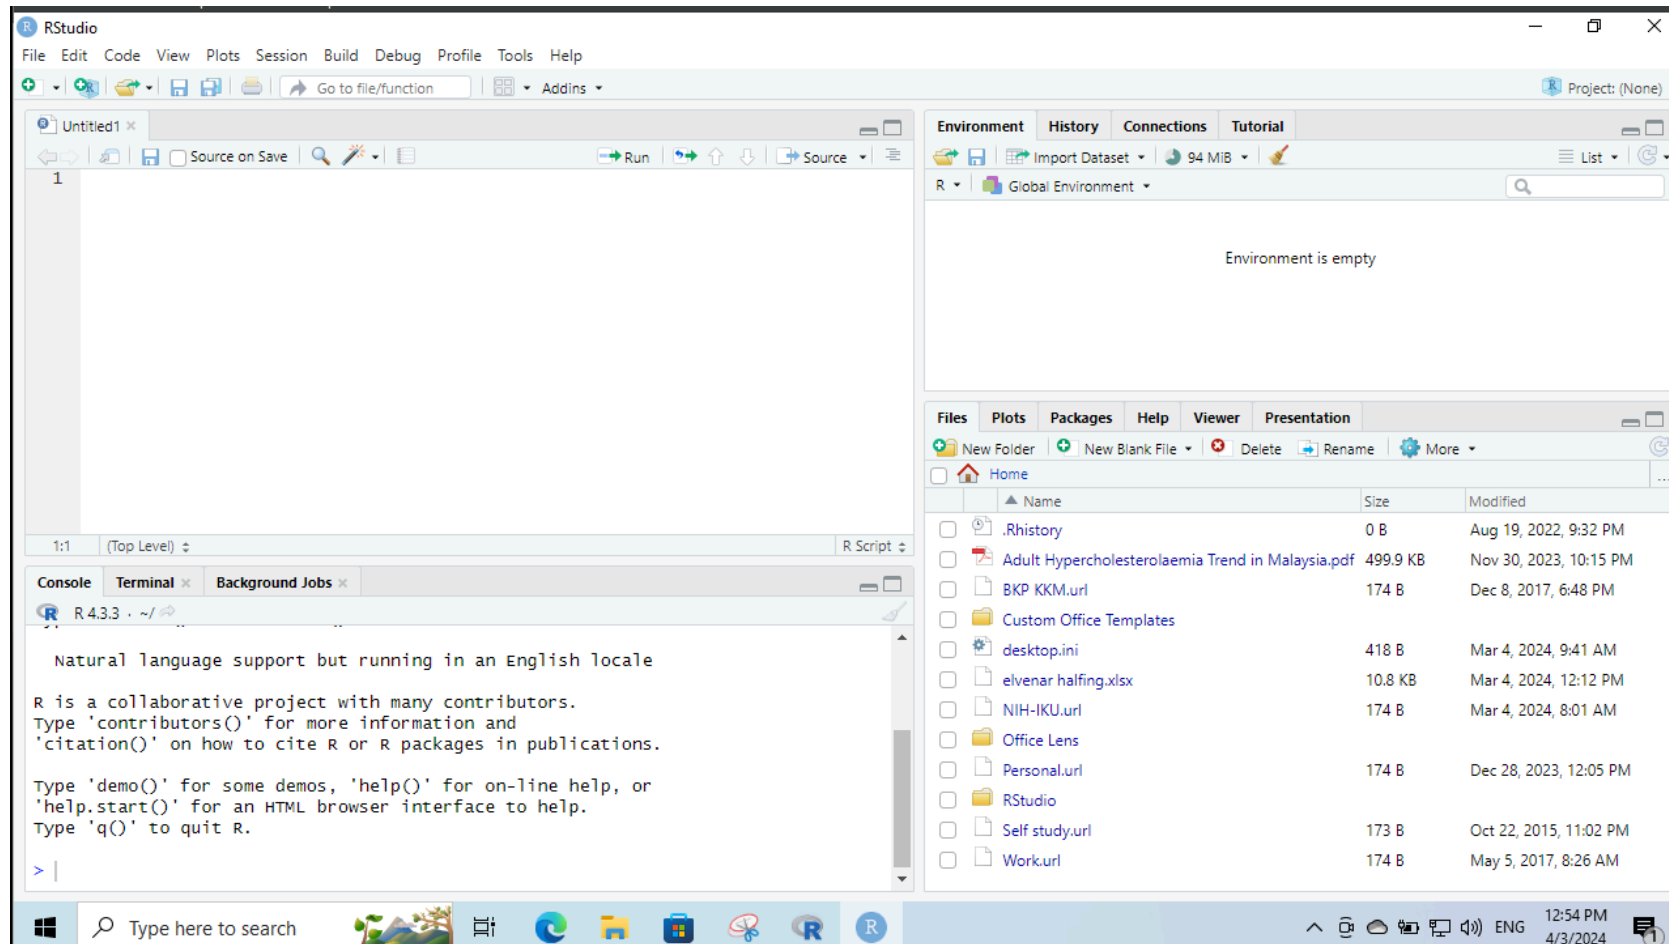 RStudio
File Edit Code View Plots Session Build Debug Profile Tools Help
Go to file/function Addins Project: (None)
Untitled1
Source on Save Run Source
1
1:1 (Top Level) R Script
Console Terminal Background Jobs
R 4.3.3 · ~/
Natural language support but running in an English locale
R is a collaborative project with many contributors.
Type 'contributors()' for more information and
'citation()' on how to cite R or R packages in publications.
Type 'demo()' for some demos, 'help()' for on-line help, or
'help.start()' for an HTML browser interface to help.
Type 'q()' to quit R.
>
Environment History Connections Tutorial
Import Dataset 94 MiB List
R Global Environment
Environment is empty
Files Plots Packages Help Viewer Presentation
New Folder New Blank File Delete Rename More
Home ...
Name Size Modified
.Rhistory 0 B Aug 19, 2022, 9:32 PM
Adult Hypercholesterolaemia Trend in Malaysia.pdf 499.9 KB Nov 30, 2023, 10:15 PM
BKP KKM.url 174 B Dec 8, 2017, 6:48 PM
Custom Office Templates
desktop.ini 418 B Mar 4, 2024, 9:41 AM
elvenar halfing.xlsx 10.8 KB Mar 4, 2024, 12:12 PM
NIH-IKU.url 174 B Mar 4, 2024, 8:01 AM
Office Lens
Personal.url 174 B Dec 28, 2023, 12:05 PM
RStudio
Self study.url 173 B Oct 22, 2015, 11:02 PM
Work.url 174 B May 5, 2017, 8:26 AM
Type here to search
ENG
12:54 PM
4/3/2024
1